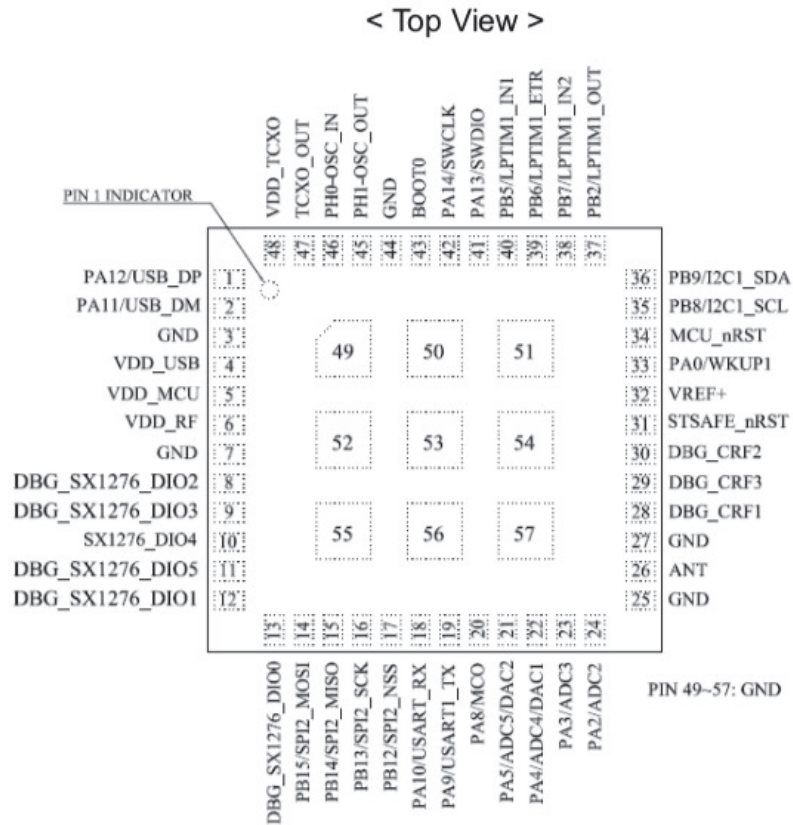 < Top View >
VDD_TCXO
TCXO_OUT
PH0-OSC_IN
PH1-OSC_OUT
GND
BOOT0
PA14/SWCLK
PA13/SWDIO
PB5/LPTIM1_IN1
PB6/LPTIM1_ETR
PB7/LPTIM1_IN2
PB2/LPTIM1_OUT
PIN 1 INDICATOR
48 47 46 45 44 43 42 41 40 39 38 37
PA12/USB_DP 1
PA11/USB_DM 2
GND 3
VDD_USB 4
VDD_MCU 5
VDD_RF 6
GND 7
DBG_SX1276_DIO2 8
DBG_SX1276_DIO3 9
SX1276_DIO4 10
DBG_SX1276_DIO5 11
DBG_SX1276_DIO1 12
49 50 51
52 53 54
55 56 57
36 PB9/I2C1_SDA
35 PB8/I2C1_SCL
34 MCU_nRST
33 PA0/WKUP1
32 VREF+
31 STSAFE_nRST
30 DBG_CRF2
29 DBG_CRF3
28 DBG_CRF1
27 GND
26 ANT
25 GND
13 14 15 16 17 18 19 20 21 22 23 24
DBG_SX1276_DIO0
PB15/SPI2_MOSI
PB14/SPI2_MISO
PB13/SPI2_SCK
PB12/SPI2_NSS
PA10/USART_RX
PA9/USART1_TX
PA8/MCO
PA5/ADC5/DAC2
PA4/ADC4/DAC1
PA3/ADC3
PA2/ADC2
PIN 49~57: GND